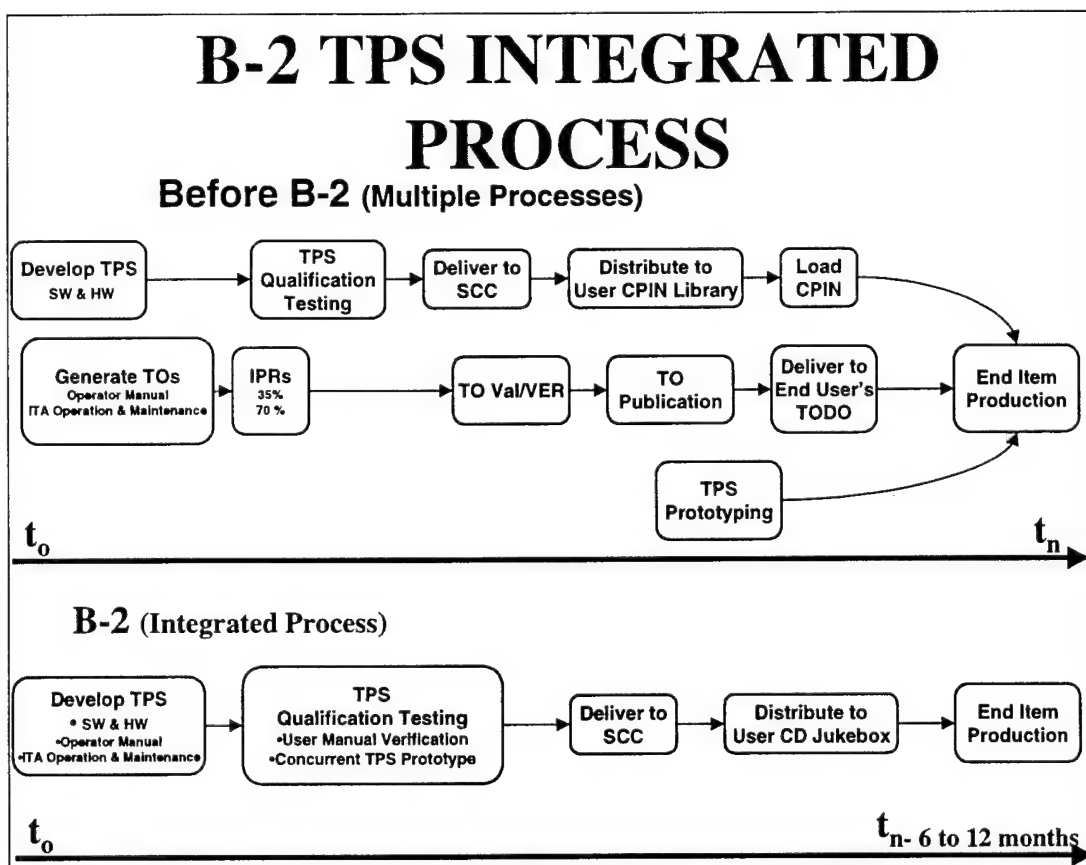 B-2 TPS INTEGRATED
PROCESS
Before B-2 (Multiple Processes)
Develop TPS
SW & HW
TPS
Qualification
Testing
Deliver to
SCC
Distribute to
User CPIN Library
Load
CPIN
Generate TOs
Operator Manual
ITA Operation & Maintenance
IPRs
35%
70 %
TO Val/VER
TO
Publication
Deliver to
End User's
TODO
End Item
Production
TPS
Prototyping
to
tn
B-2 (Integrated Process)
Develop TPS
• SW & HW
•Operator Manual
•ITA Operation & Maintenance
TPS
Qualification Testing
•User Manual Verification
•Concurrent TPS Prototype
Deliver to
SCC
Distribute to
User CD Jukebox
End Item
Production
to
tn- 6 to 12 months